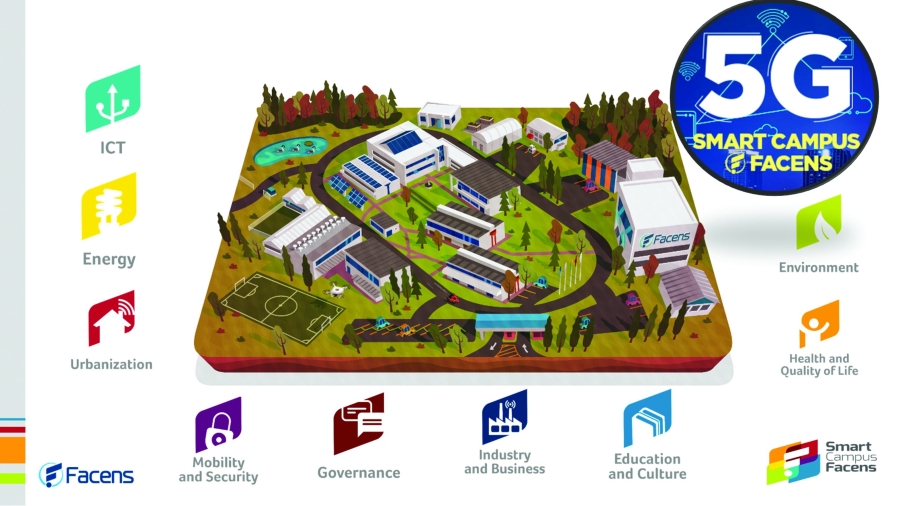 5G
SMART CAMPUS
FACENS
ICT
Energy
Urbanization
Facens
Environment
Health and
Quality of Life
Mobility
and Security
Governance
Industry
and Business
Education
and Culture
Facens
Smart
Campus
Facens